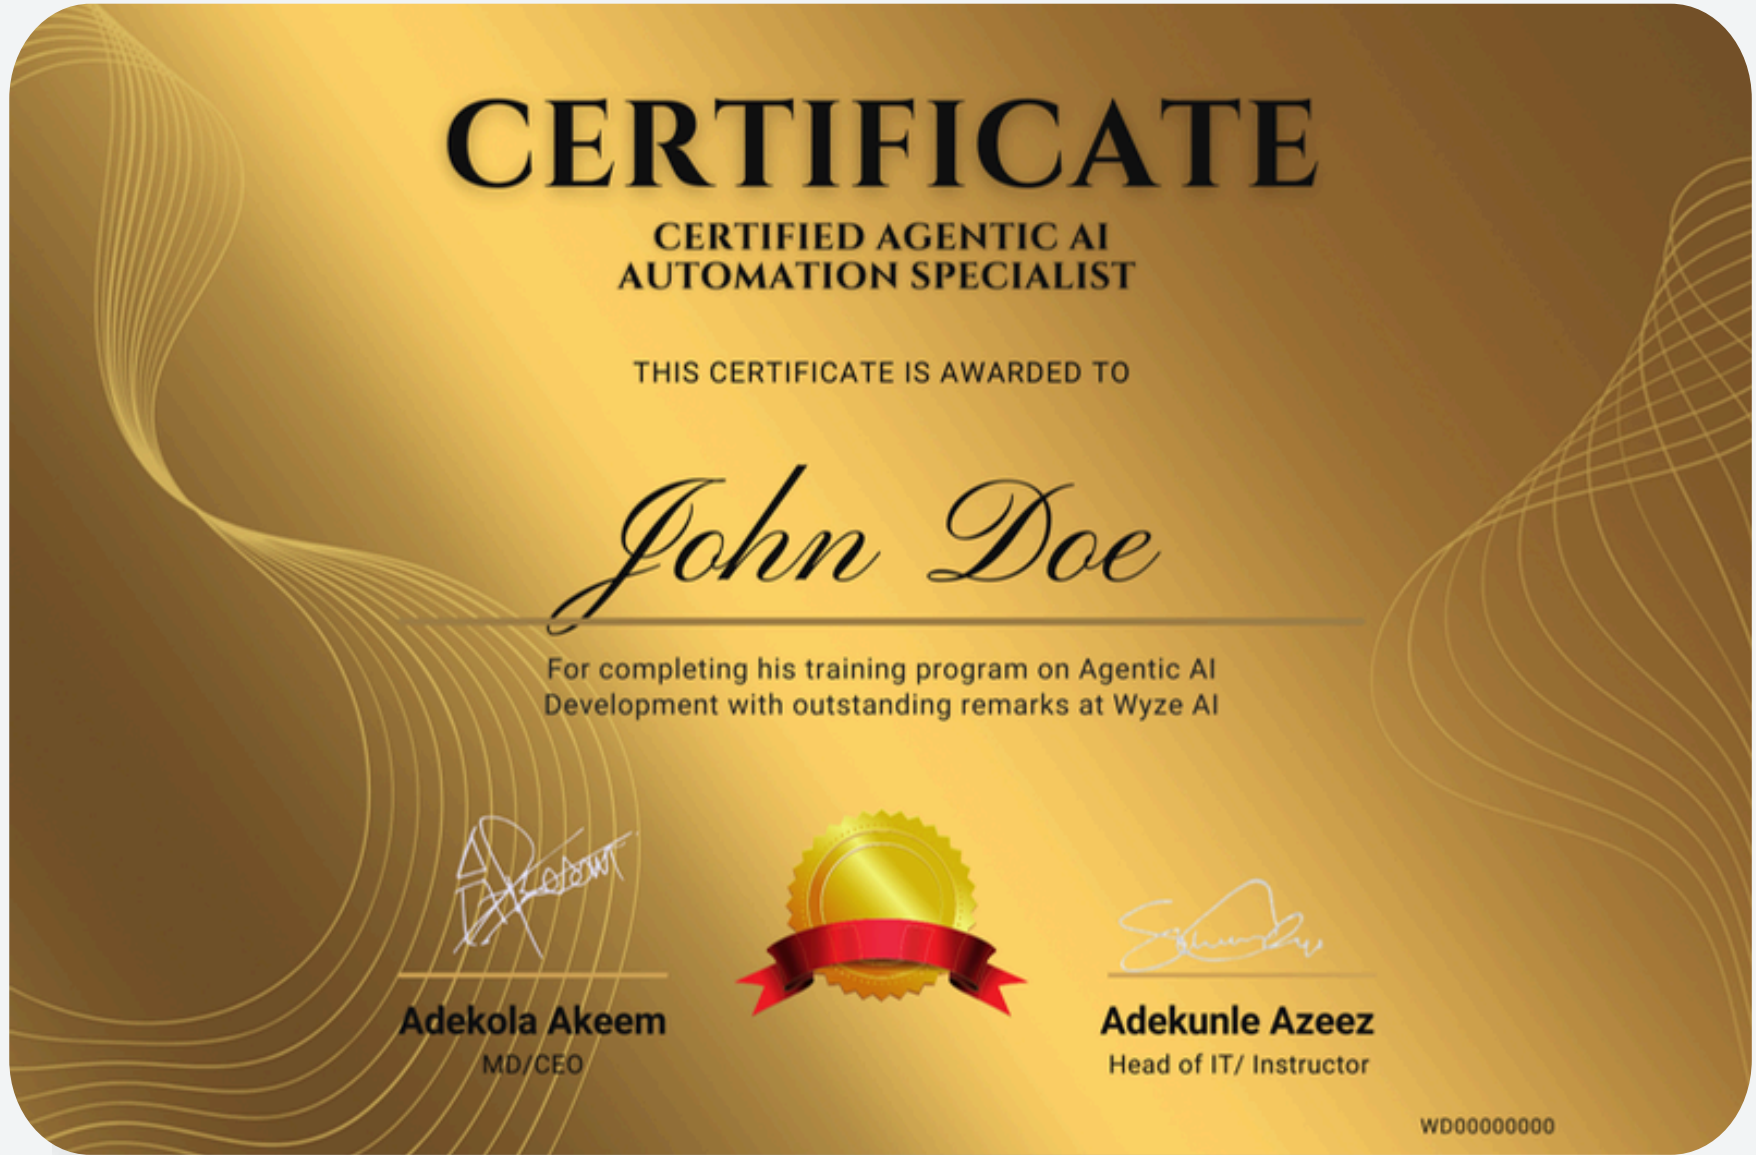 CERTIFICATE
CERTIFIED AGENTIC AI
AUTOMATION SPECIALIST
THIS CERTIFICATE IS AWARDED TO
John Doe
For completing his training program on Agentic AI
Development with outstanding remarks at Wyze AI
Adekola Akeem
MD/CEO
Adekunle Azeez
Head of IT/ Instructor
WD00000000